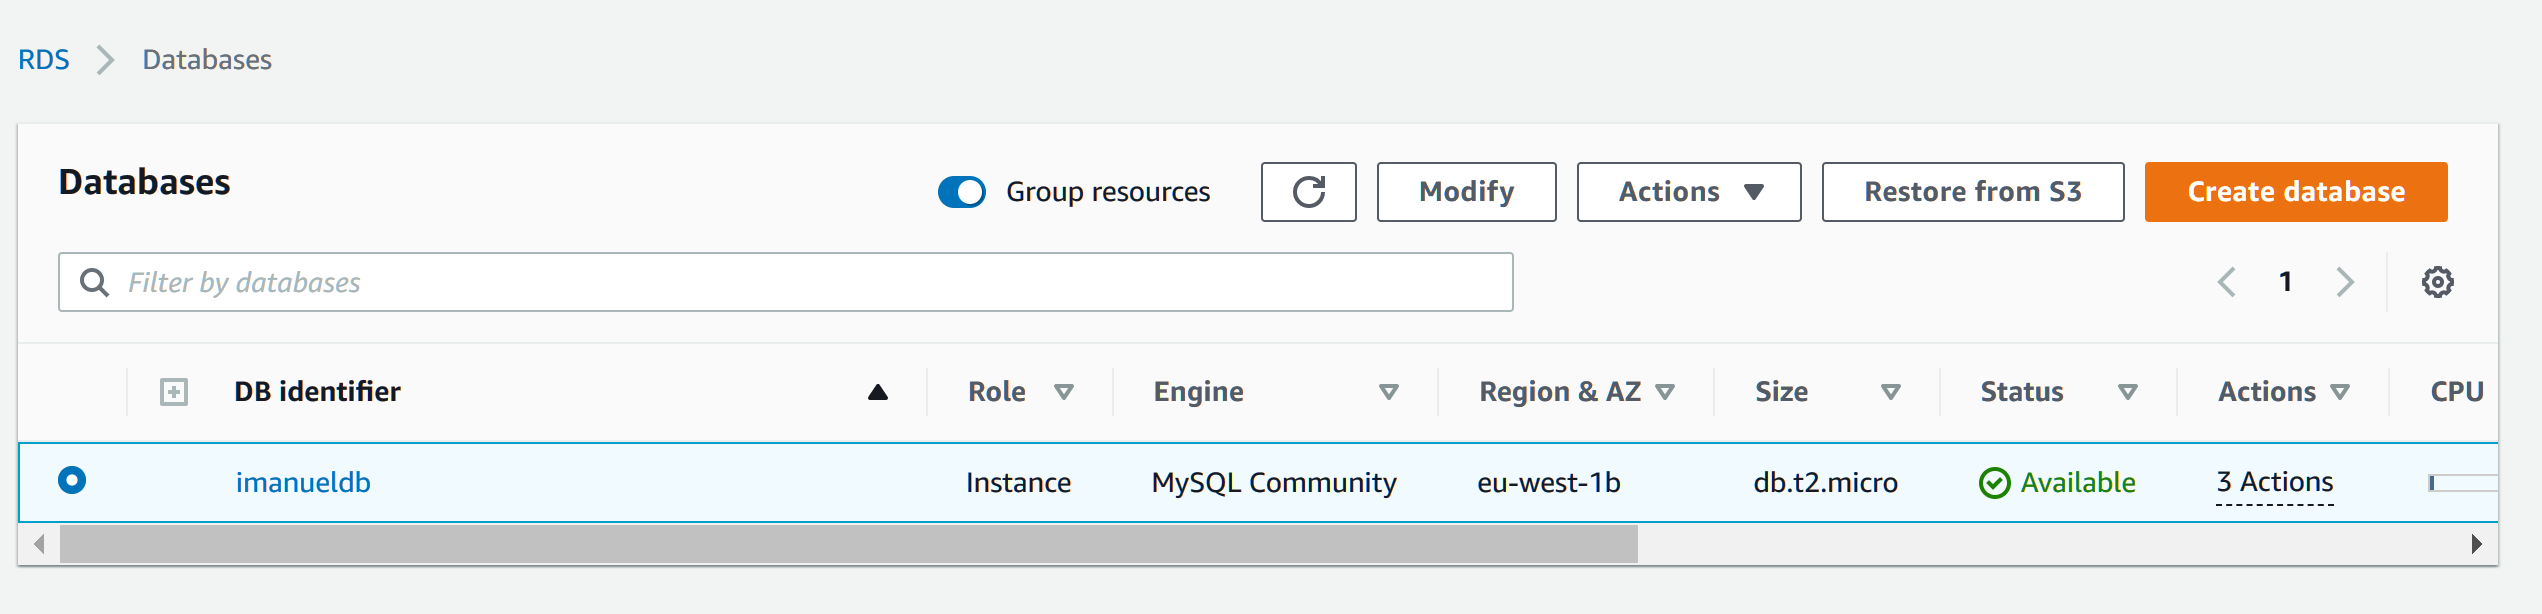 RDS Databases
Databases
Group resources Modify Actions Restore from S3 Create database
Filter by databases 1
DB identifier Role Engine Region & AZ Size Status Actions CPU
imanueldb Instance MySQL Community eu-west-1b db.t2.micro Available 3 Actions